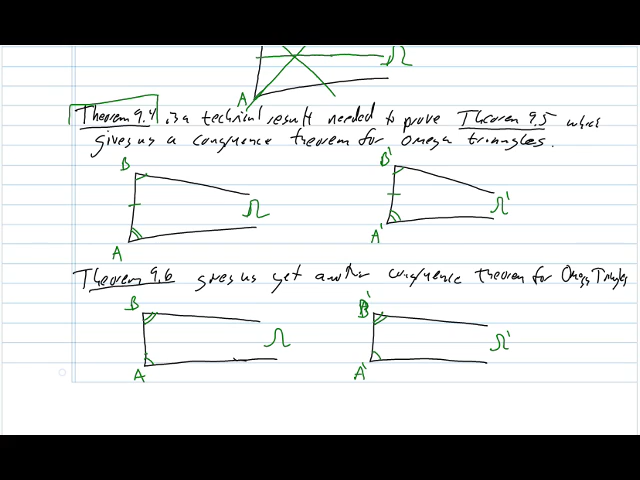 Ω
A
Theorem 9.4 is a technical result needed to prove Theorem 9.5 which
gives us a congruence theorem for omega triangles.
B B'
Ω Ω'
A A'
Theorem 9.6 gives us yet another congruence theorem for Omega Triangles
B B'
Ω Ω'
A A'